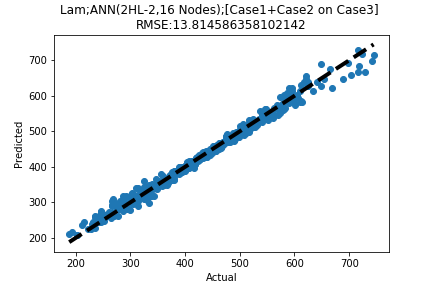 Lam;ANN(2HL-2,16 Nodes);[Case1+Case2 on Case3]
RMSE:13.814586358102142
700
600
500
400
300
200
Predicted
200 300 400 500 600 700
Actual